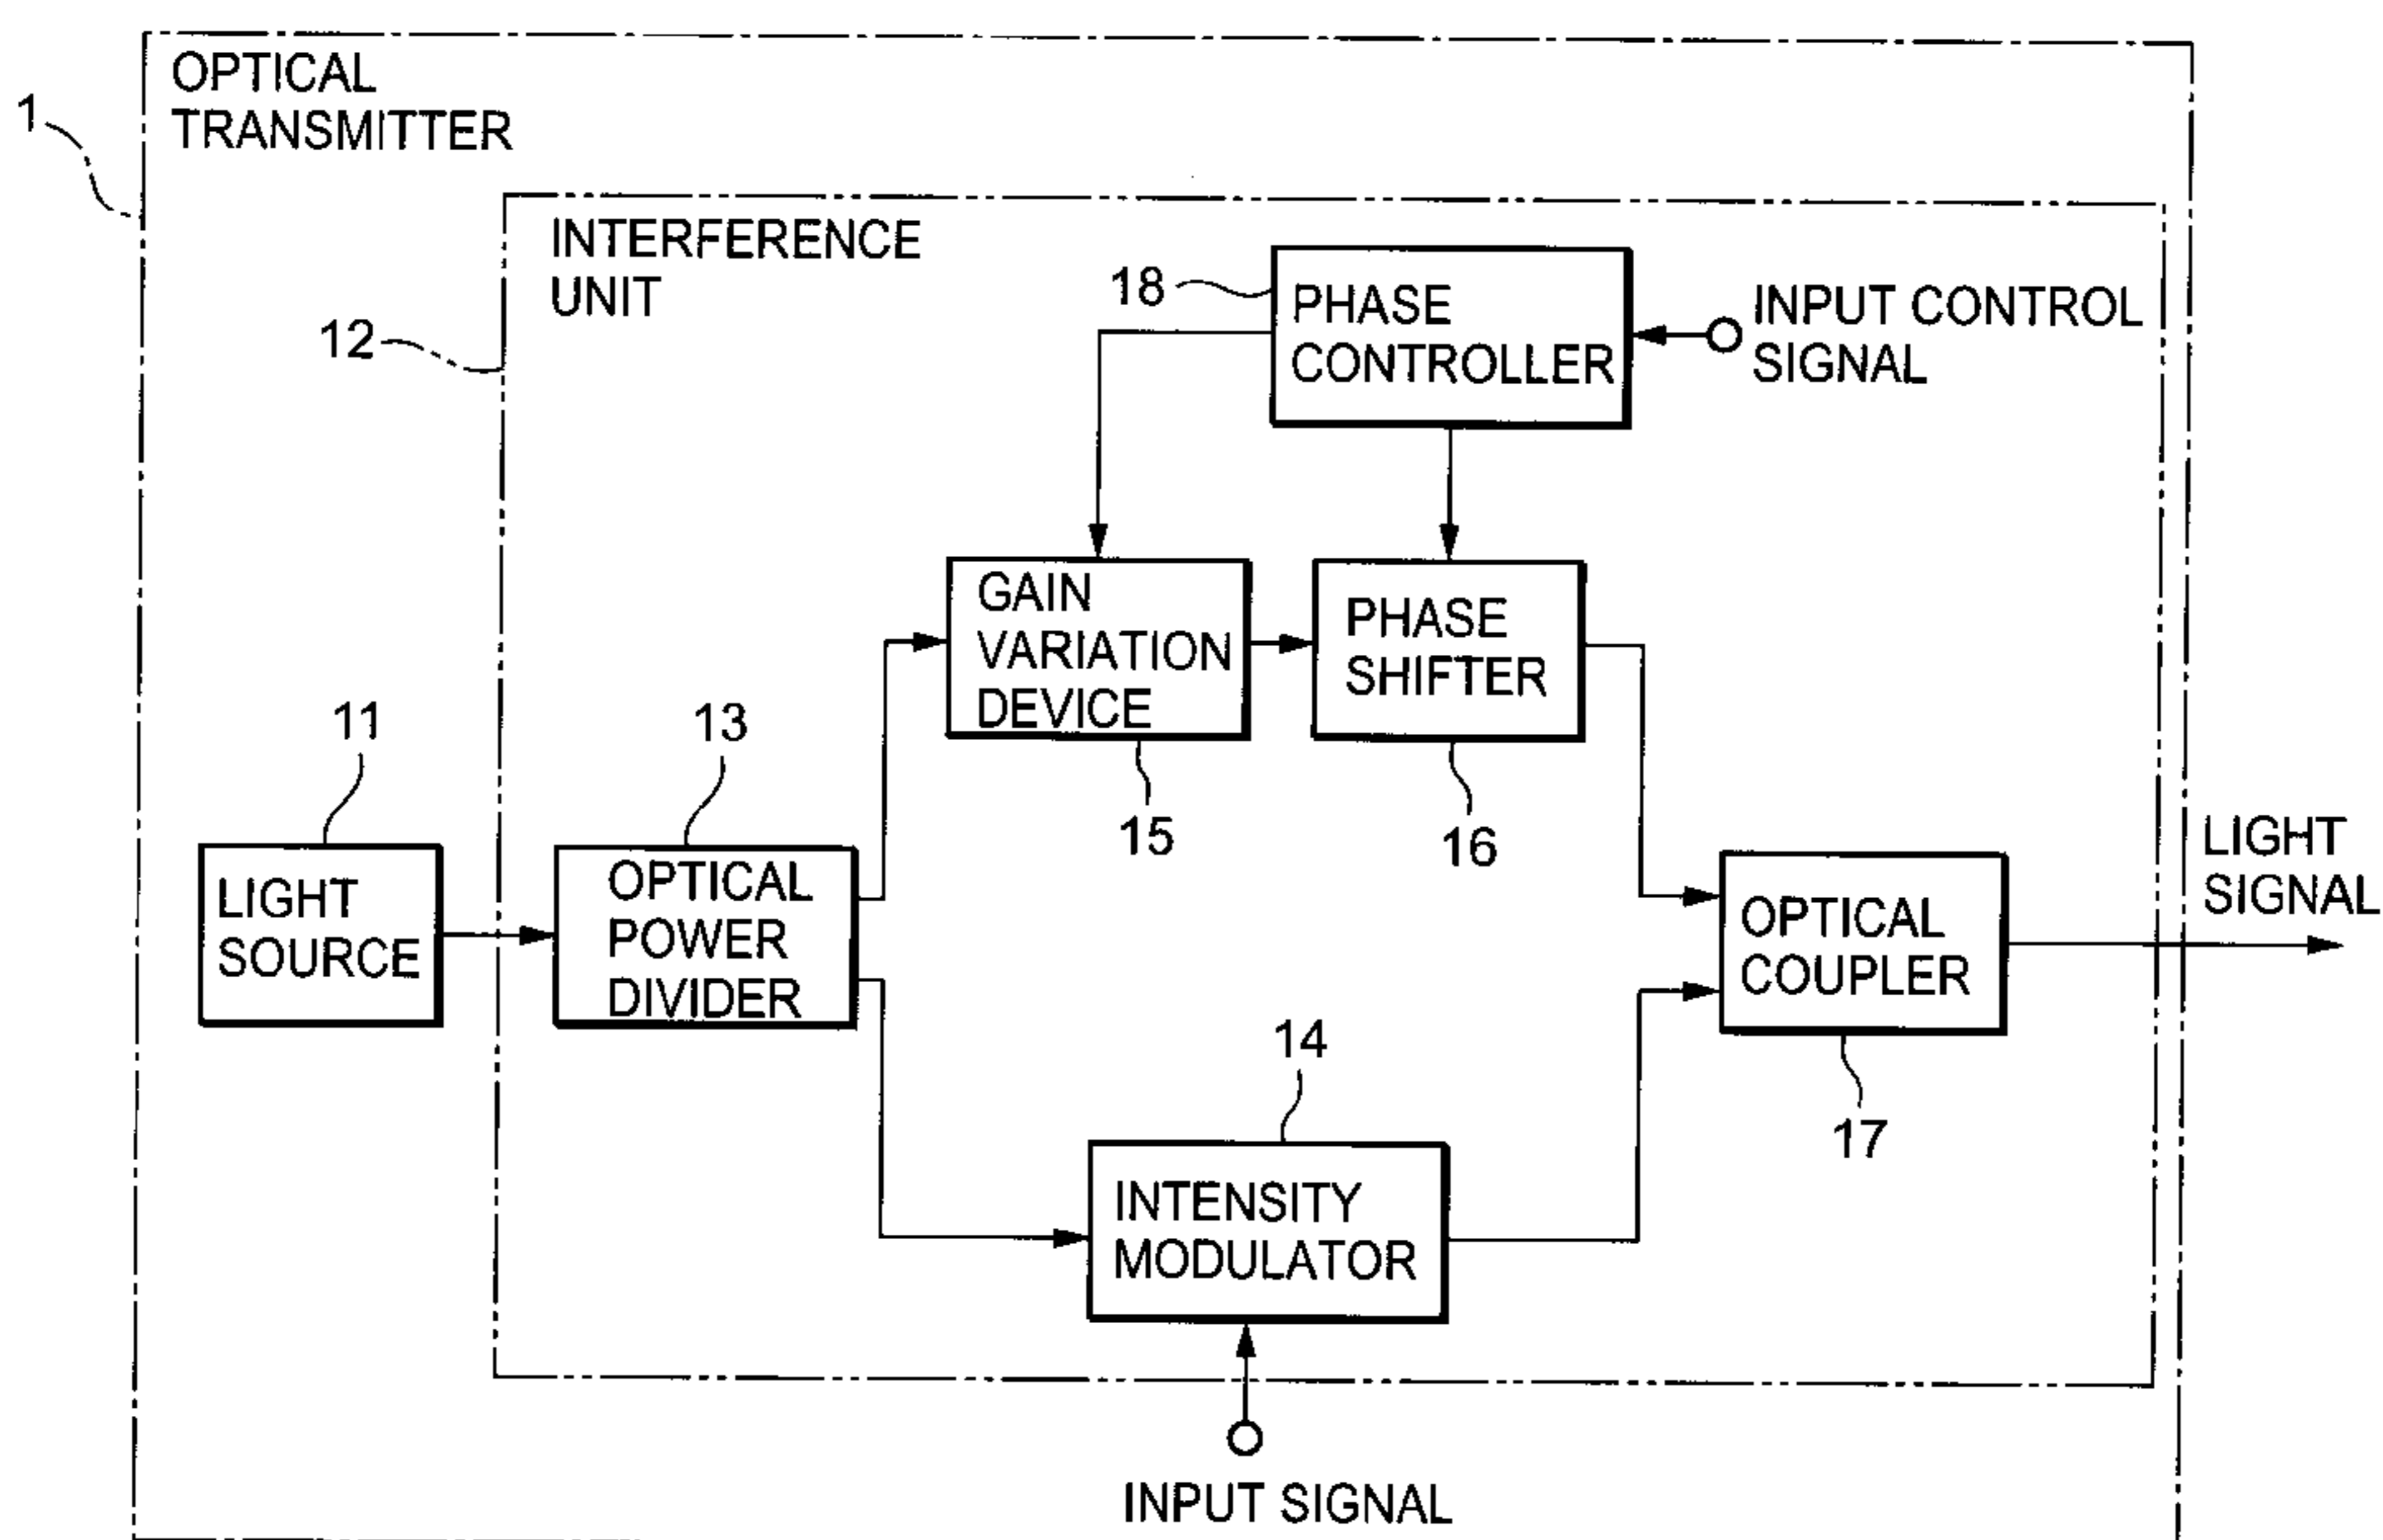 OPTICAL
TRANSMITTER
1
INTERFERENCE
UNIT
12
18
PHASE
CONTROLLER
INPUT CONTROL
SIGNAL
GAIN
VARIATION
DEVICE
15
PHASE
SHIFTER
16
11
LIGHT
SOURCE
13
OPTICAL
POWER
DIVIDER
OPTICAL
COUPLER
17
LIGHT
SIGNAL
14
INTENSITY
MODULATOR
INPUT SIGNAL